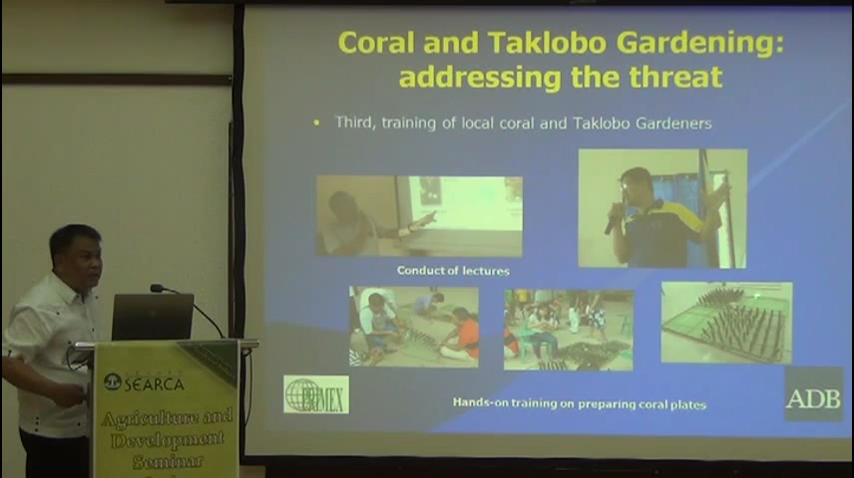 Coral and Taklobo Gardening:
addressing the threat
• Third, training of local coral and Taklobo Gardeners
Conduct of lectures
Hands-on training on preparing coral plates
PRIMEX
ADB
SEARCA
Agriculture and
Development
Seminar